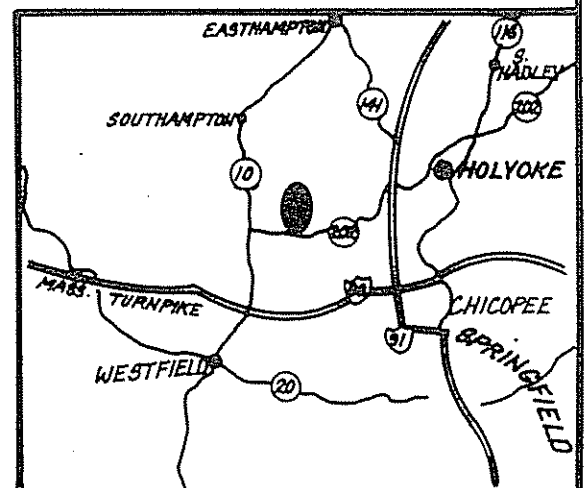 EASTHAMPTON
116
S. HADLEY
141
202
SOUTHAMPTON
10
HOLYOKE
202
MASS. TURNPIKE
CHICOPEE
91
SPRINGFIELD
WESTFIELD
20